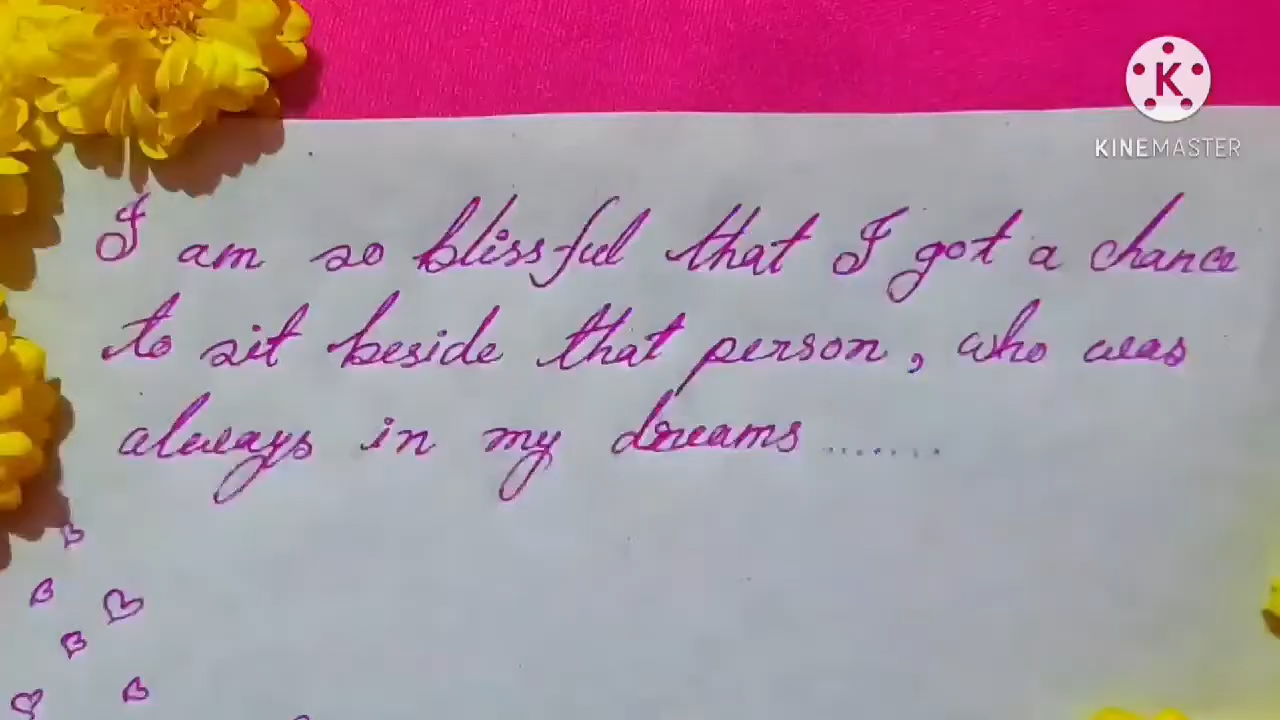 K
KINEMASTER
I am so blissful that I got a chance
to sit beside that person, who was
always in my dreams.......